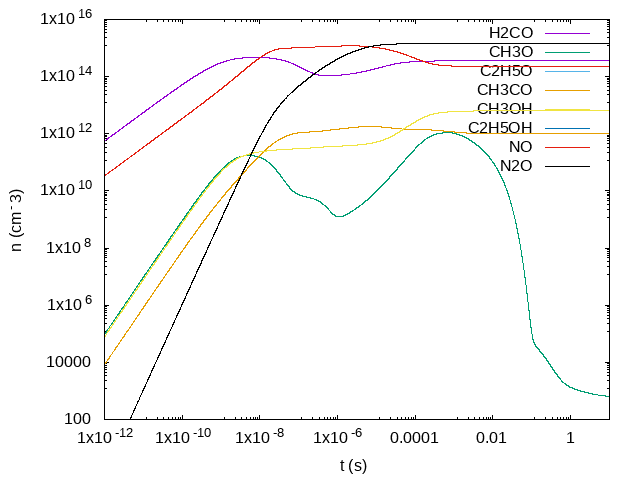 1x10^16
1x10^14
1x10^12
1x10^10
1x10^8
1x10^6
10000
100
n (cm^-3)
H2CO
CH3O
C2H5O
CH3CO
CH3OH
C2H5OH
NO
N2O
1x10^-12 1x10^-10 1x10^-8 1x10^-6 0.0001 0.01 1
t (s)